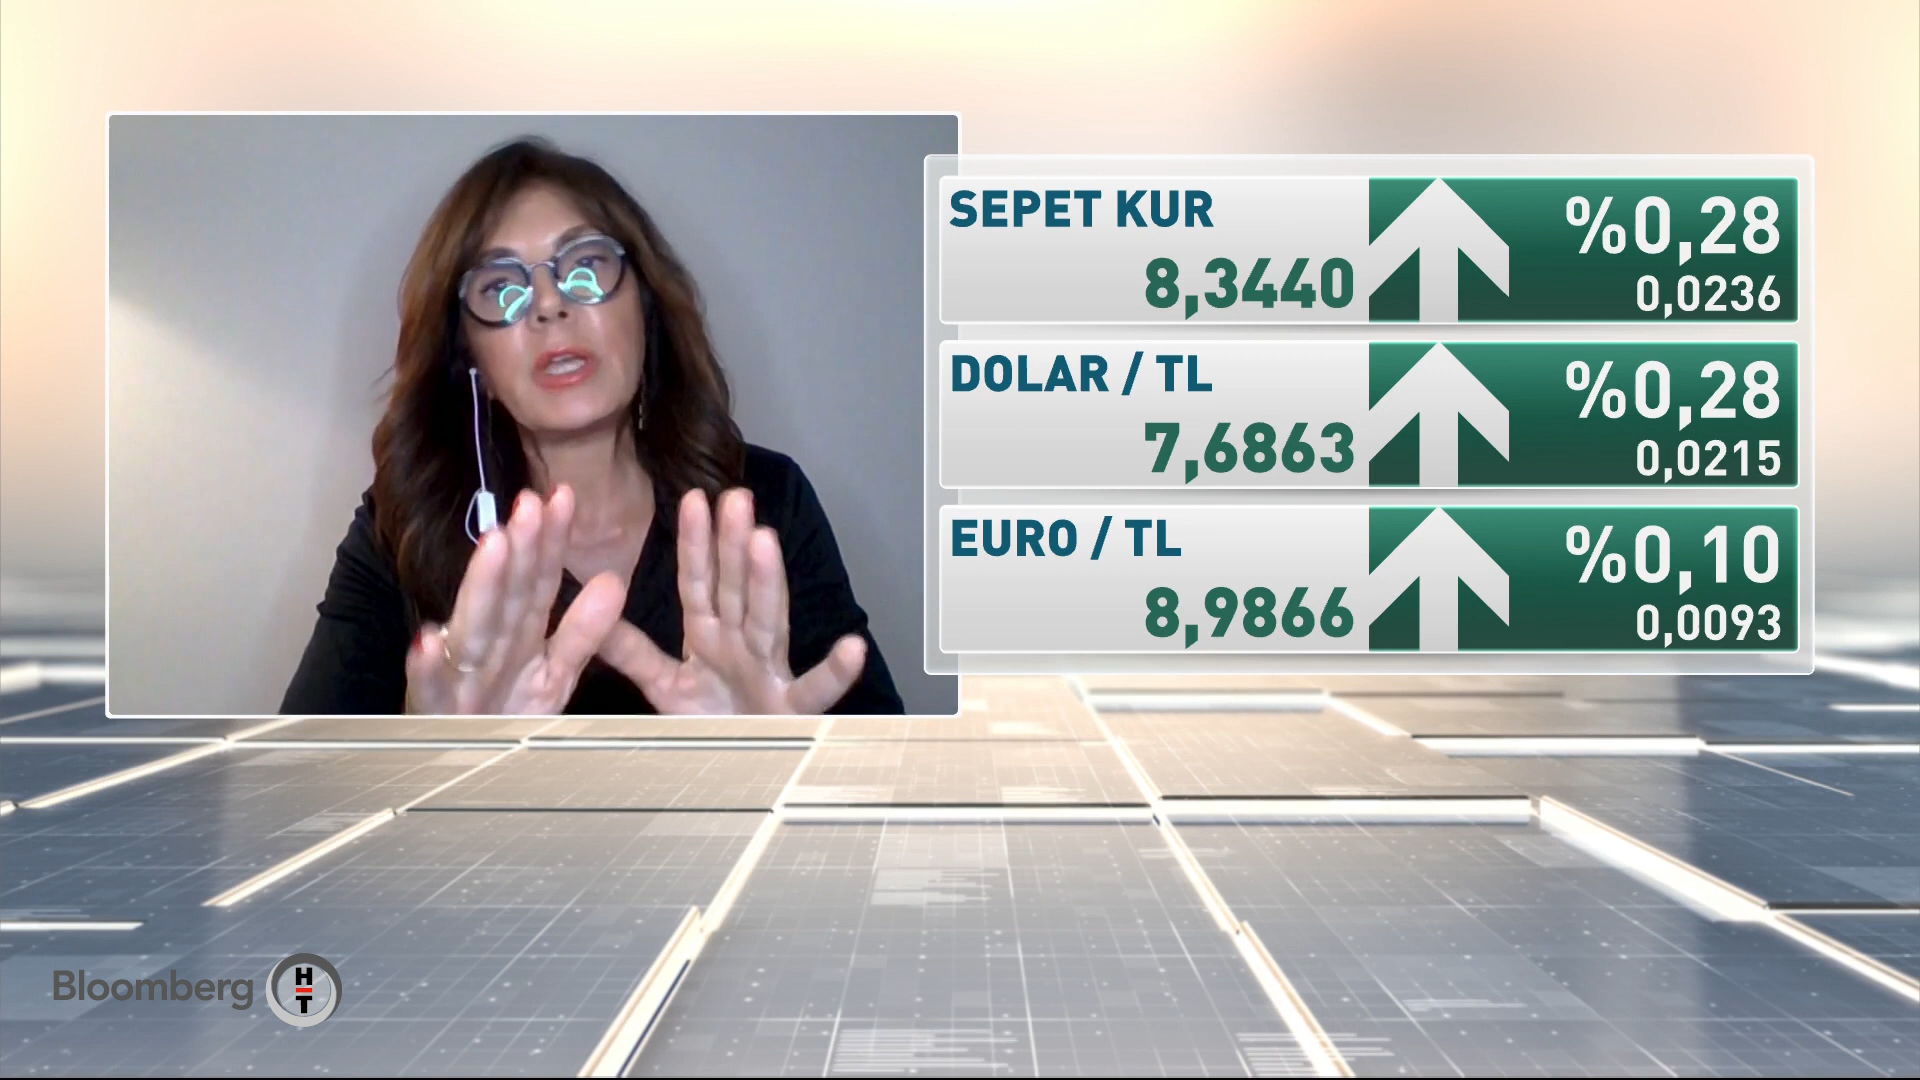 SEPET KUR
8,3440
%0,28
0,0236
DOLAR / TL
7,6863
%0,28
0,0215
EURO / TL
8,9866
%0,10
0,0093
Bloomberg HT